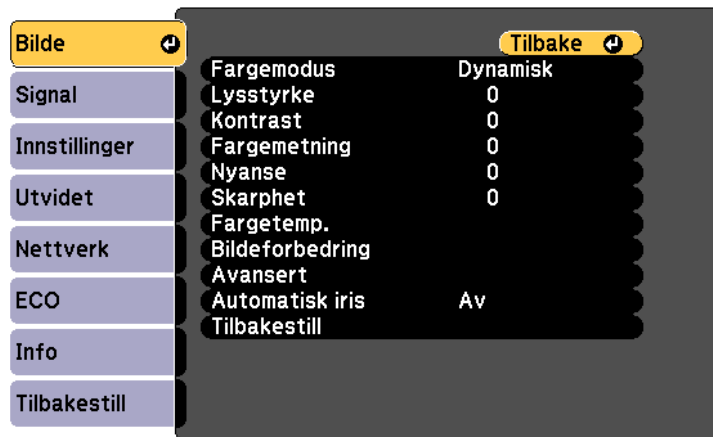 Bilde
Signal
Innstillinger
Utvidet
Nettverk
ECO
Info
Tilbakestill
Tilbake
Fargemodus Dynamisk
Lysstyrke 0
Kontrast 0
Fargemetning 0
Nyanse 0
Skarphet 0
Fargetemp.
Bildeforbedring
Avansert
Automatisk iris Av
Tilbakestill